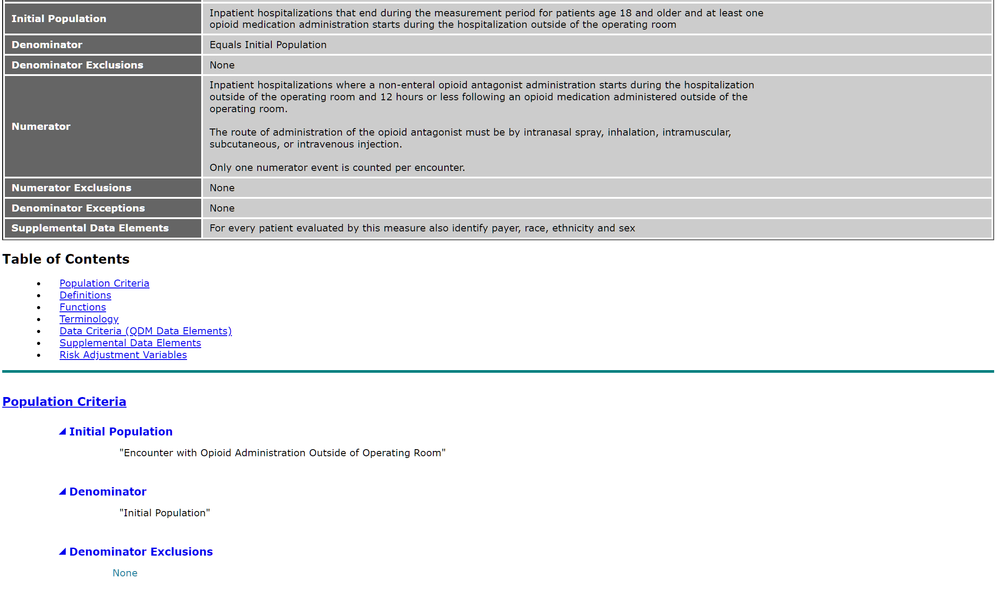 Initial Population
Inpatient hospitalizations that end during the measurement period for patients age 18 and older and at least one
opioid medication administration starts during the hospitalization outside of the operating room
Denominator
Equals Initial Population
Denominator Exclusions
None
Numerator
Inpatient hospitalizations where a non-enteral opioid antagonist administration starts during the hospitalization
outside of the operating room and 12 hours or less following an opioid medication administered outside of the
operating room.
The route of administration of the opioid antagonist must be by intranasal spray, inhalation, intramuscular,
subcutaneous, or intravenous injection.
Only one numerator event is counted per encounter.
Numerator Exclusions
None
Denominator Exceptions
None
Supplemental Data Elements
For every patient evaluated by this measure also identify payer, race, ethnicity and sex
Table of Contents
Population Criteria
Definitions
Functions
Terminology
Data Criteria (QDM Data Elements)
Supplemental Data Elements
Risk Adjustment Variables
Population Criteria
Initial Population
"Encounter with Opioid Administration Outside of Operating Room"
Denominator
"Initial Population"
Denominator Exclusions
None